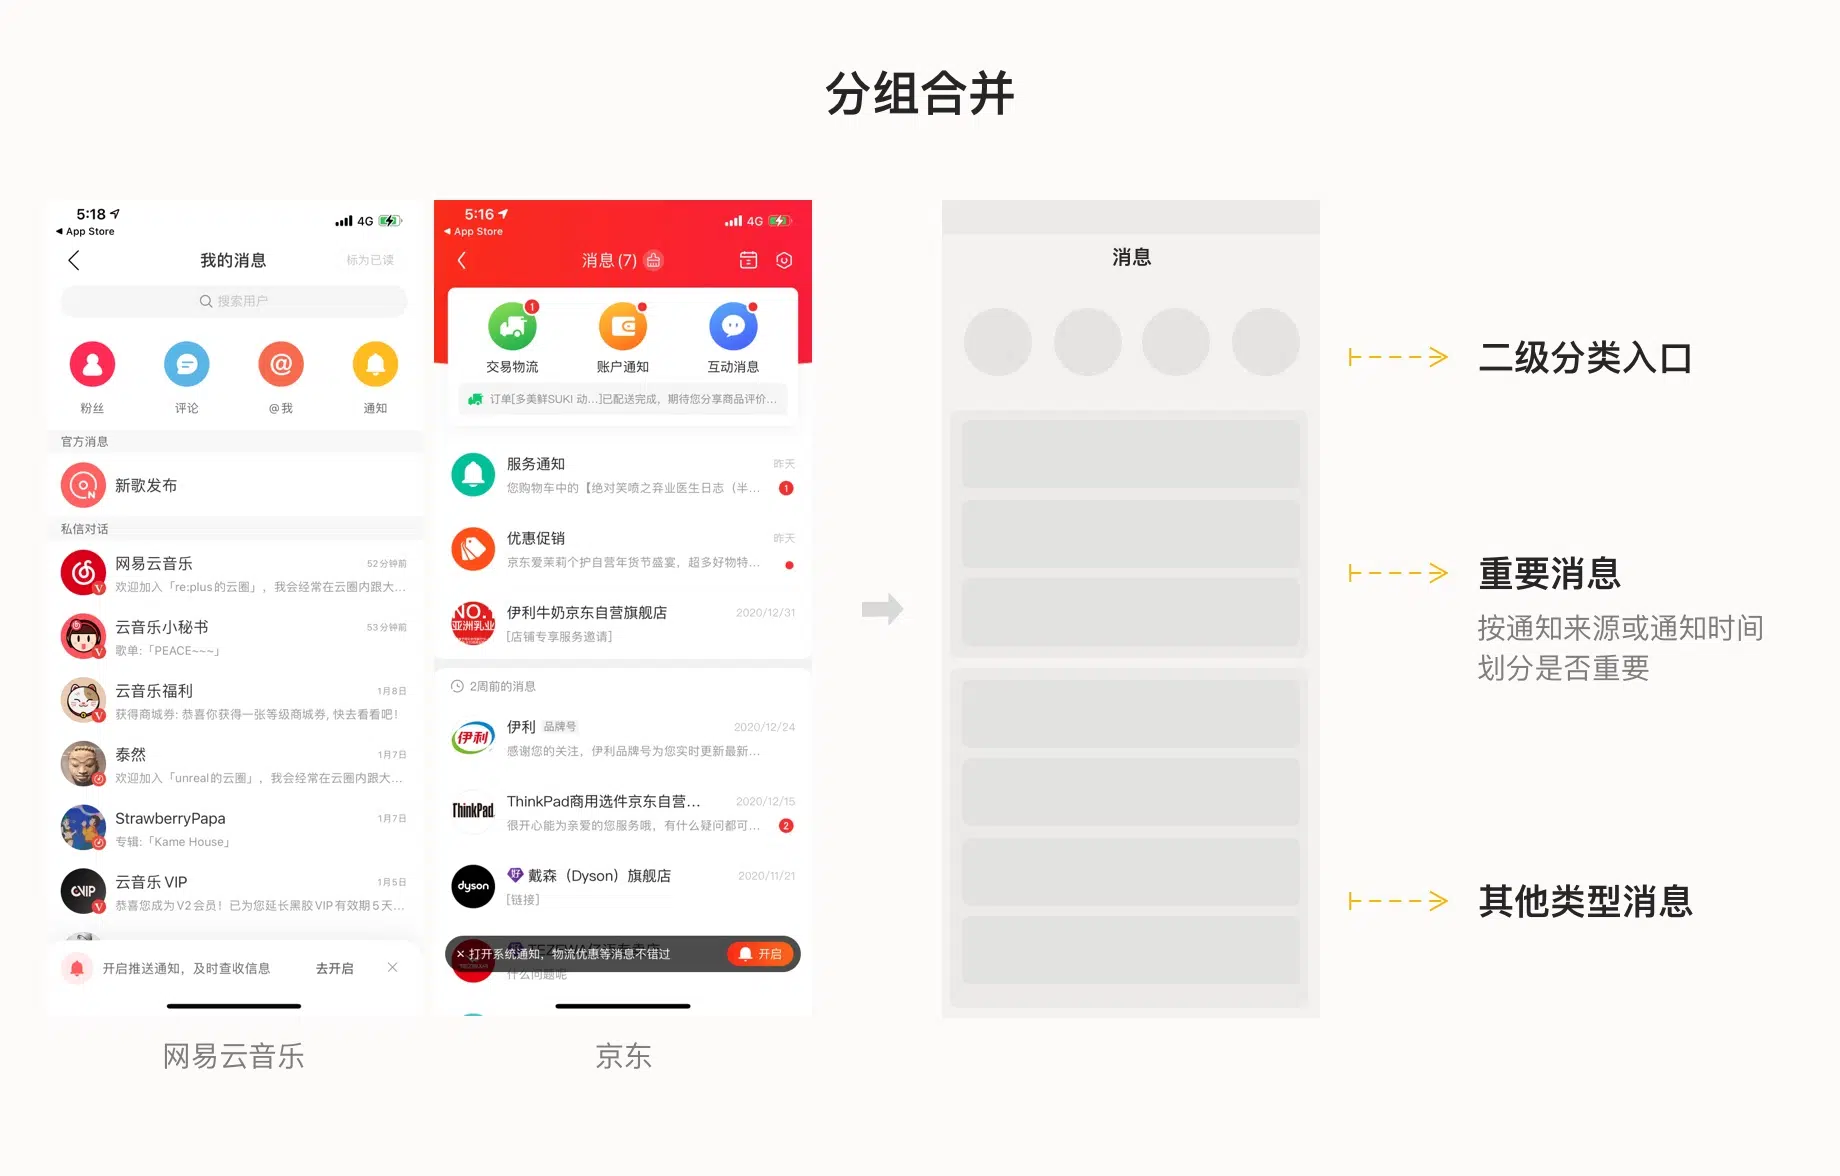 分组合并
5:18
4G
◀ App Store
我的消息
标为已读
搜索用户
粉丝
评论
@我
通知
官方消息
新歌发布
私信对话
网易云音乐
52分钟前
欢迎加入「re:plus的云圈」，我会经常在云圈内跟大…
云音乐小秘书
53分钟前
歌单:「PEACE~~~」
云音乐福利
1月8日
获得商城券: 恭喜你获得一张等级商城券, 快去看看吧！
泰然
1月7日
欢迎加入「unreal的云圈」，我会经常在云圈内跟大…
StrawberryPapa
1月7日
专辑:「Kame House」
云音乐 VIP
1月5日
恭喜您成为V2会员！已为您延长黑胶VIP有效期5天…
开启推送通知，及时查收信息
去开启
网易云音乐
5:16
4G
◀ App Store
消息(7)
1
交易物流
账户通知
互动消息
订单[多美鲜SUKI 动...]已配送完成，期待您分享商品评价...
服务通知
昨天
您购物车中的【绝对笑喷之弃业医生日志（半...
1
优惠促销
昨天
京东爱茉莉个护自营年货节盛宴，超多好物特...
NO.
亚洲乳业
伊利牛奶京东自营旗舰店
2020/12/31
[店铺专享服务邀请]
2周前的消息
伊利
伊利 品牌号
2020/12/24
感谢您的关注，伊利品牌号为您实时更新最新...
ThinkPad
ThinkPad商用选件京东自营...
2020/12/15
很开心能为亲爱的您服务哦，有什么疑问都可...
2
dyson
好 戴森（Dyson）旗舰店
2020/11/21
[链接]
× 打开系统通知，物流优惠等消息不错过
开启
什么问题呢
京东
消息
二级分类入口
重要消息
按通知来源或通知时间
划分是否重要
其他类型消息